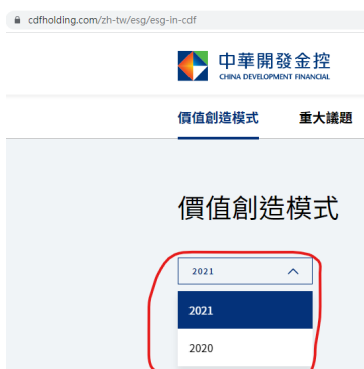 cdfholding.com/zh-tw/esg/esg-in-cdf
中華開發金控
CHINA DEVELOPMENT FINANCIAL
價值創造模式 重大議題
價值創造模式
2021
2021
2020